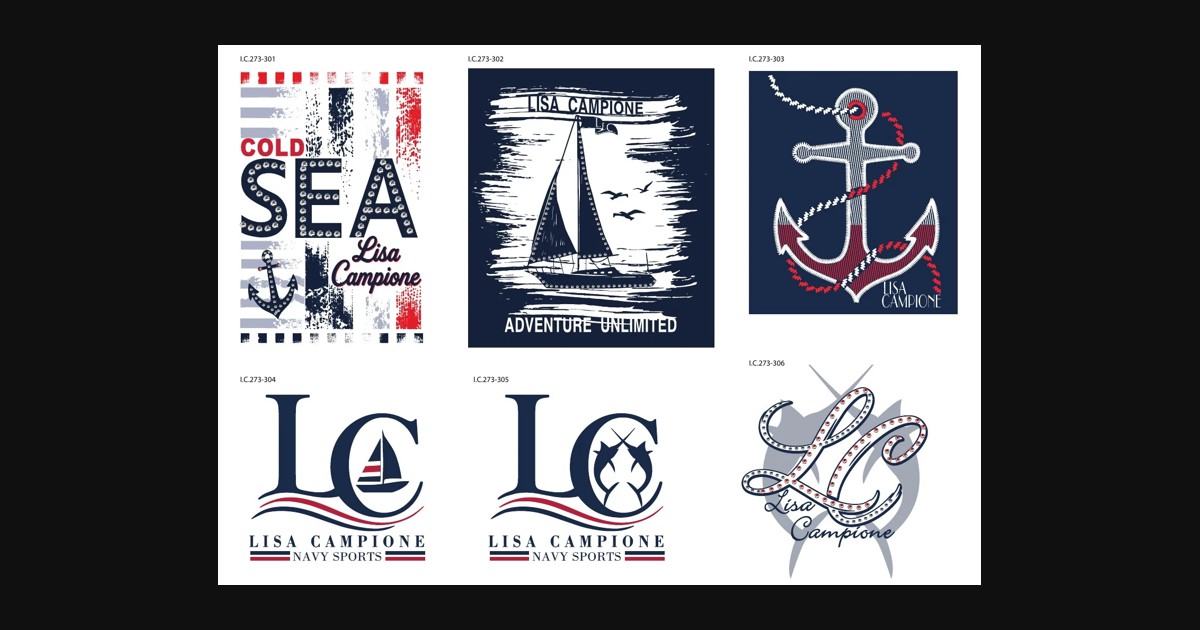 I.C.273-301
COLD
SEA
Lisa
Campione
I.C.273-302
LISA CAMPIONE
ADVENTURE UNLIMITED
I.C.273-303
LISA
CAMPIONE
I.C.273-304
LC
LISA CAMPIONE
NAVY SPORTS
I.C.273-305
LC
LISA CAMPIONE
NAVY SPORTS
I.C.273-306
LC
Lisa
Campione